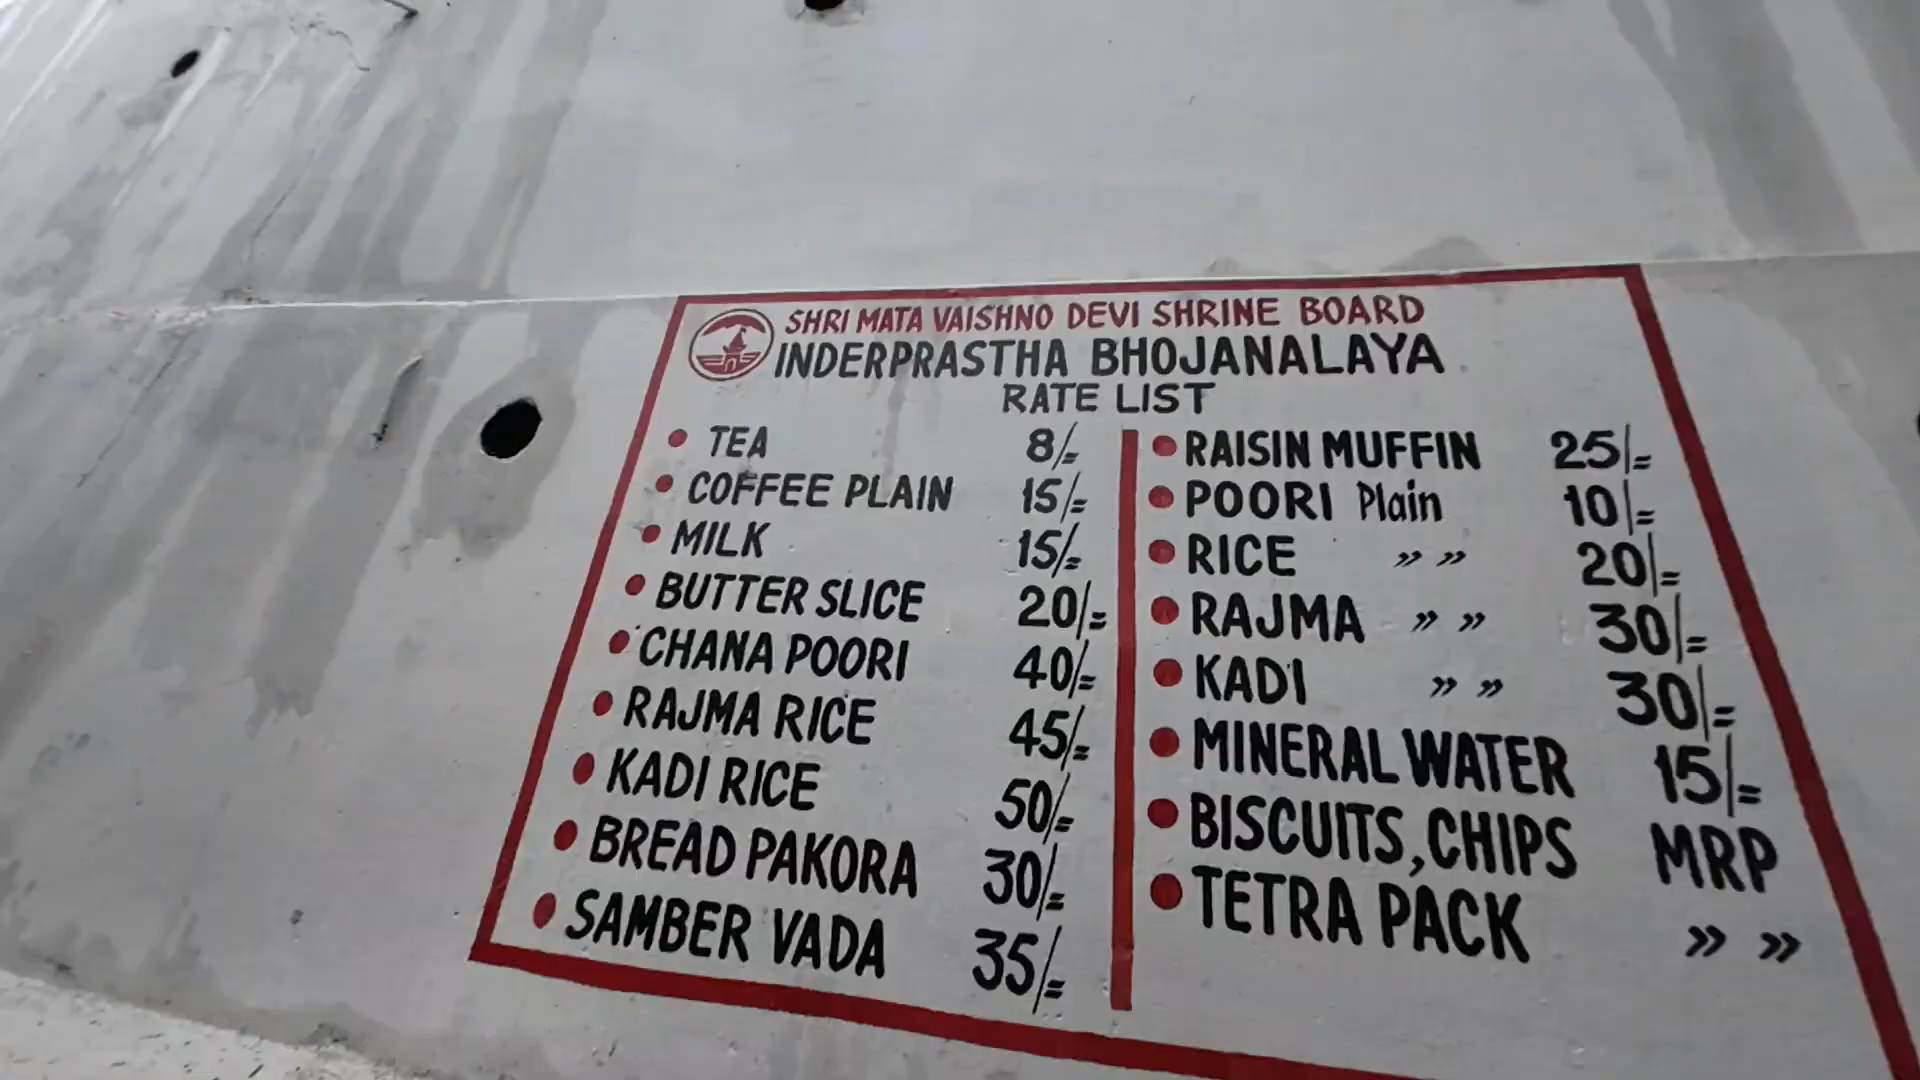 SHRI MATA VAISHNO DEVI SHRINE BOARD
INDERPRASTHA BHOJANALAYA
RATE LIST
• TEA 8/=
• COFFEE PLAIN 15/=
• MILK 15/=
• BUTTER SLICE 20/=
• CHANA POORI 40/=
• RAJMA RICE 45/=
• KADI RICE 50/=
• BREAD PAKORA 30/=
• SAMBER VADA 35/=
• RAISIN MUFFIN 25/=
• POORI Plain 10/=
• RICE " " 20/=
• RAJMA " " 30/=
• KADI " " 30/=
• MINERAL WATER 15/=
• BISCUITS, CHIPS MRP
• TETRA PACK " "